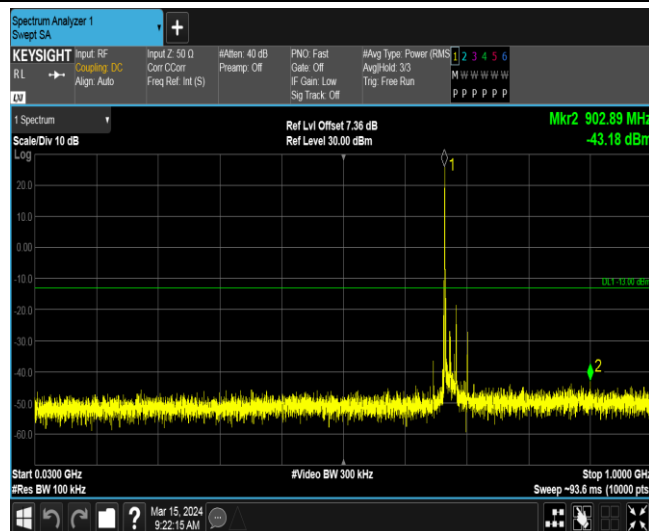 Spectrum Analyzer 1
Swept SA
+
KEYSIGHT Input: RF Input Z: 50 Ω #Atten: 40 dB PNO: Fast #Avg Type: Power (RMS 1 2 3 4 5 6
RL Coupling: DC Corr CCorr Preamp: Off Gate: Off Avg|Hold: 3/3 M W W W W W
Align: Auto Freq Ref: Int (S) IF Gain: Low Trig: Free Run
LXI Sig Track: Off P P P P P P
1 Spectrum Ref Lvl Offset 7.36 dB Mkr2 902.89 MHz
Scale/Div 10 dB Ref Level 30.00 dBm -43.18 dBm
Log
1
20.0
10.0
0.00
-10.0
DL1 -13.00 dBm
-20.0
-30.0
-40.0
2
-50.0
-60.0
Start 0.0300 GHz #Video BW 300 kHz Stop 1.0000 GHz
#Res BW 100 kHz Sweep ~93.6 ms (10000 pts
? Mar 15, 2024
9:22:15 AM